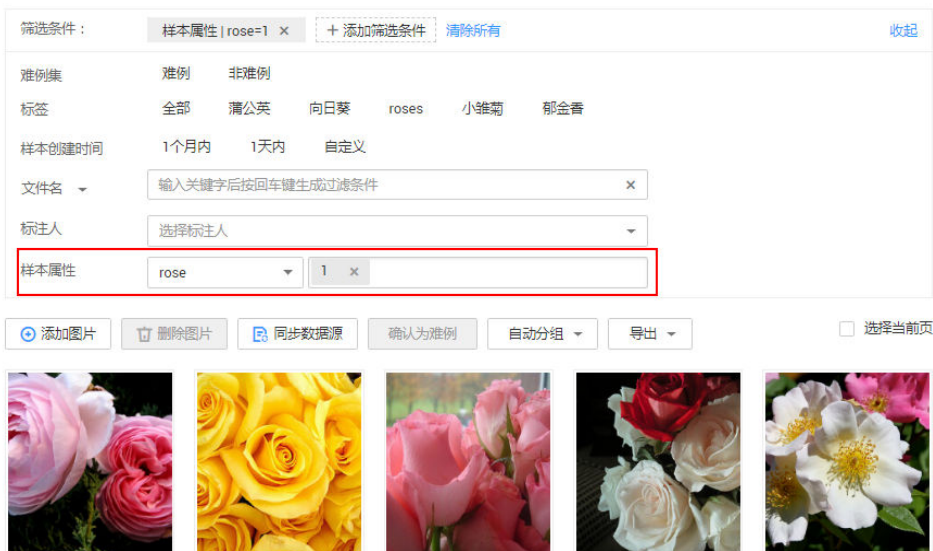 筛选条件： 样本属性 | rose=1 × + 添加筛选条件 清除所有 收起
难例集 难例 非难例
标签 全部 蒲公英 向日葵 roses 小雏菊 郁金香
样本创建时间 1个月内 1天内 自定义
文件名 输入关键字后按回车键生成过滤条件 ×
标注人 选择标注人
样本属性 rose 1 ×
添加图片 删除图片 同步数据源 确认为难例 自动分组 导出 选择当前页